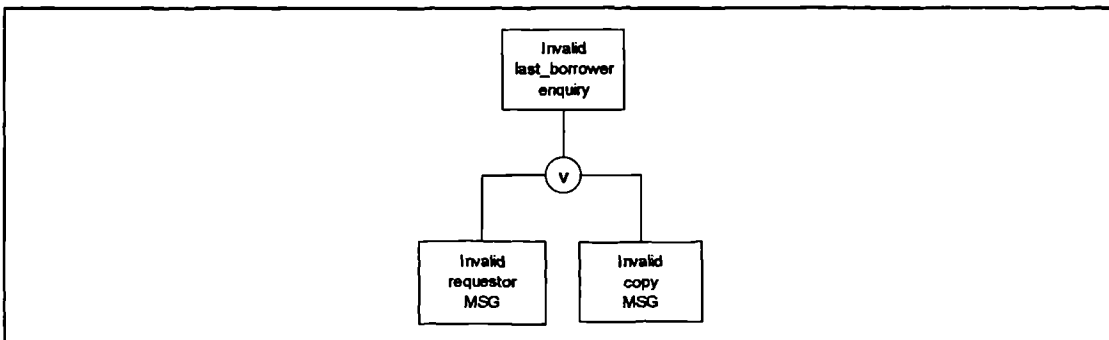 Invalid
last_borrower
enquiry
v
Invalid
requestor
MSG
Invalid
copy
MSG